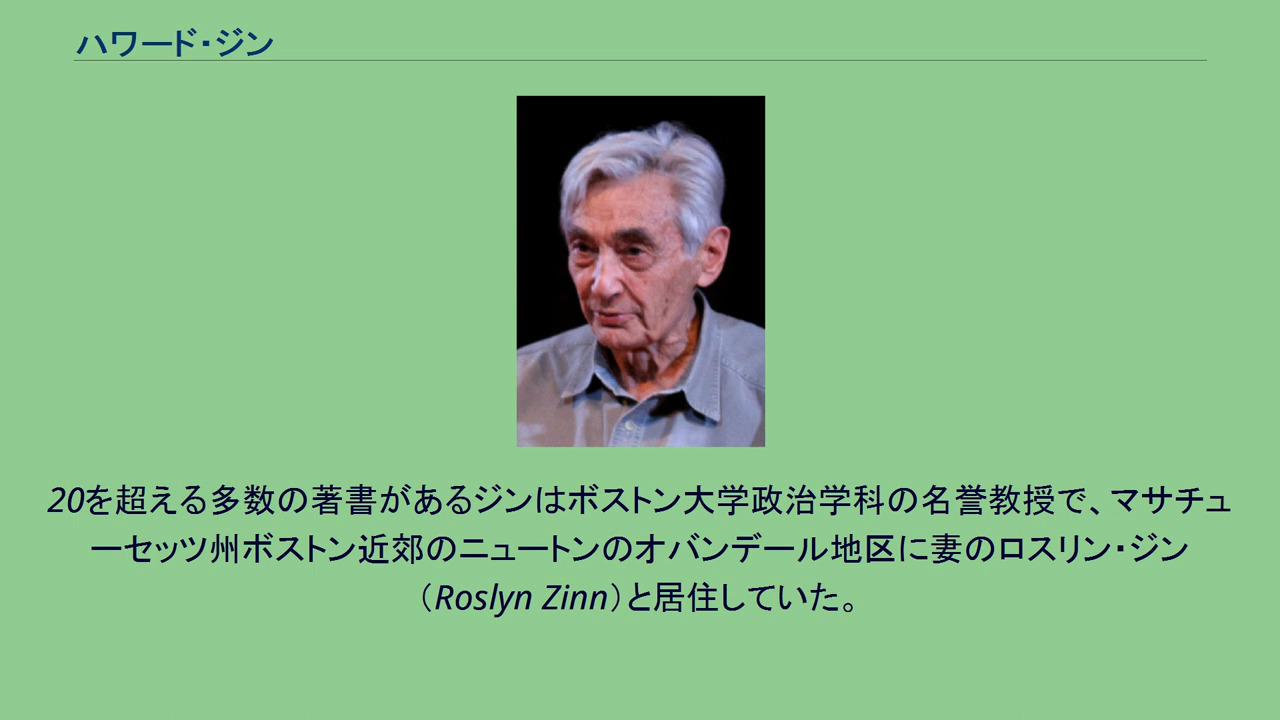 ハワード・ジン
20を超える多数の著書があるジンはボストン大学政治学科の名誉教授で、マサチュ
ーセッツ州ボストン近郊のニュートンのオバンデール地区に妻のロスリン・ジン
（Roslyn Zinn）と居住していた。